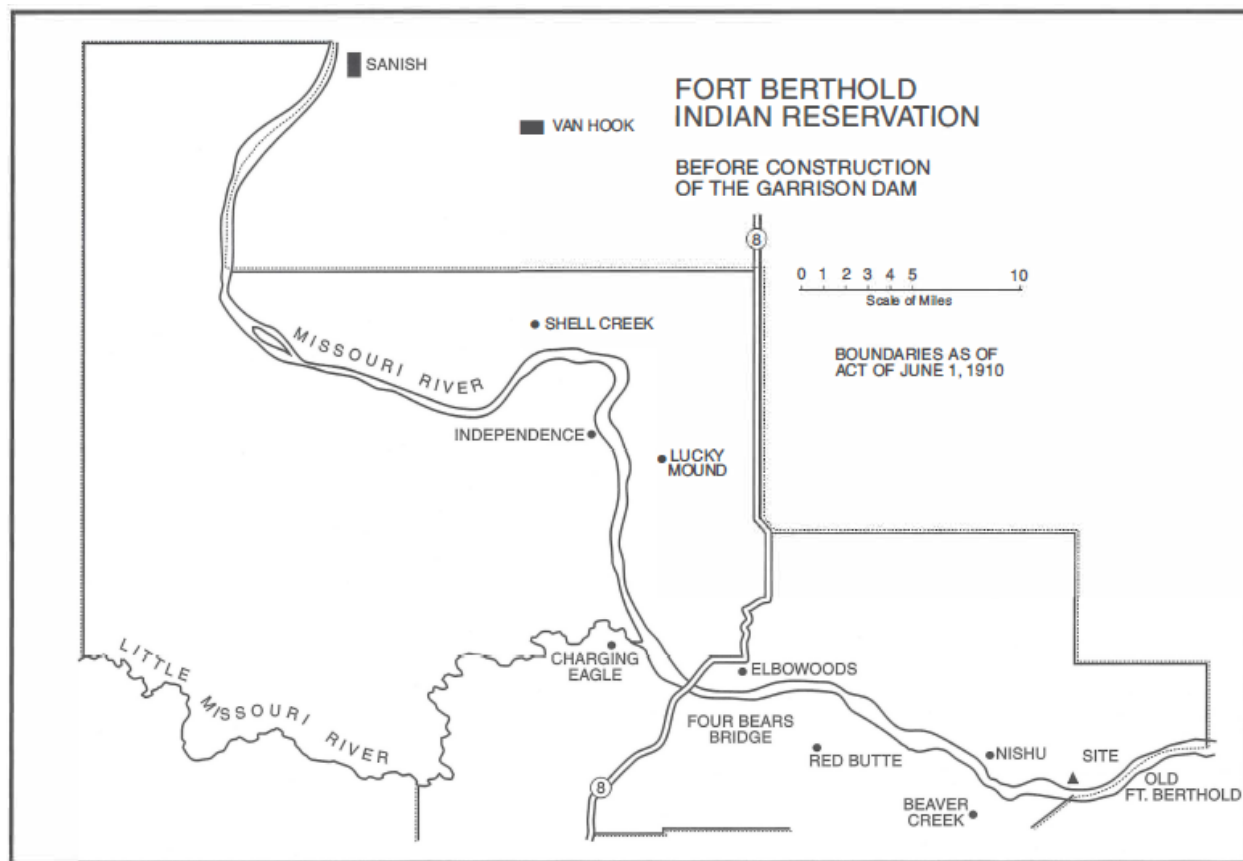 SANISH
VAN HOOK
FORT BERTHOLD
INDIAN RESERVATION
BEFORE CONSTRUCTION
OF THE GARRISON DAM
8
0 1 2 3 4 5 10
Scale of Miles
BOUNDARIES AS OF
ACT OF JUNE 1, 1910
SHELL CREEK
MISSOURI RIVER
INDEPENDENCE
LUCKY
MOUND
CHARGING
EAGLE
LITTLE MISSOURI RIVER
ELBOWOODS
FOUR BEARS
BRIDGE
RED BUTTE
NISHU
SITE
OLD
FT. BERTHOLD
BEAVER
CREEK
8